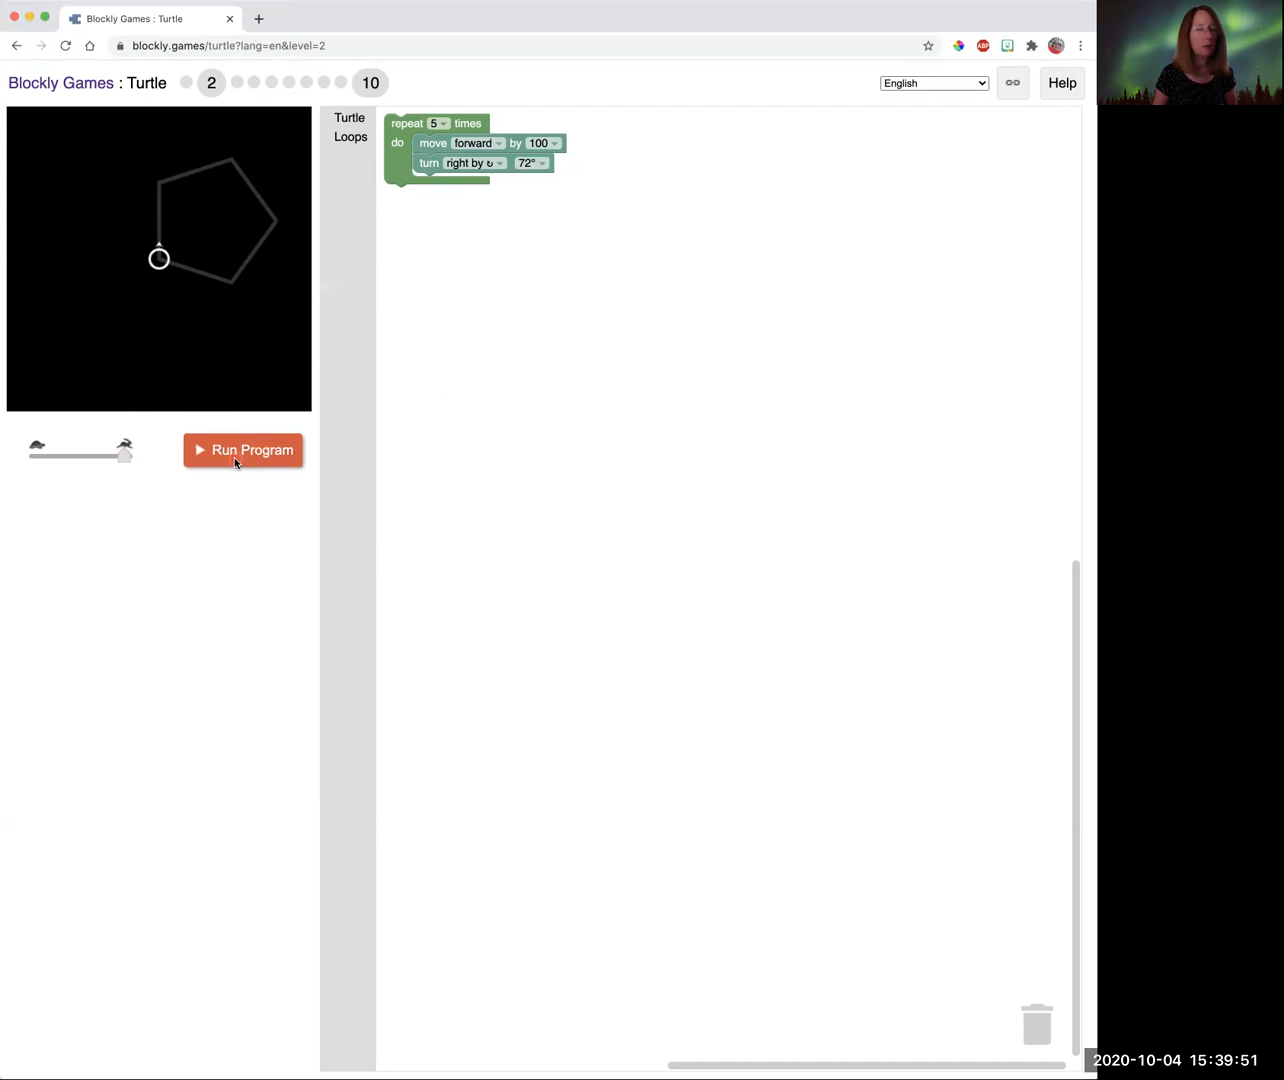 Blockly Games : Turtle
blockly.games/turtle?lang=en&level=2
ABP
Blockly Games : Turtle 2 10 English Help
Turtle
Loops
repeat 5 times
do move forward by 100
turn right by ↻ 72°
Run Program
2020-10-04 15:39:51